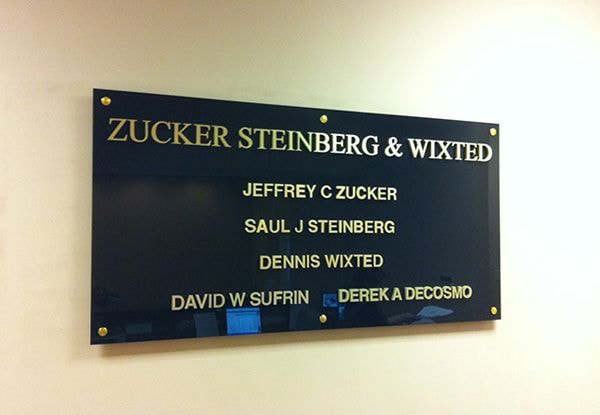 ZUCKER STEINBERG & WIXTED
JEFFREY C ZUCKER
SAUL J STEINBERG
DENNIS WIXTED
DAVID W SUFRIN DEREK A DECOSMO